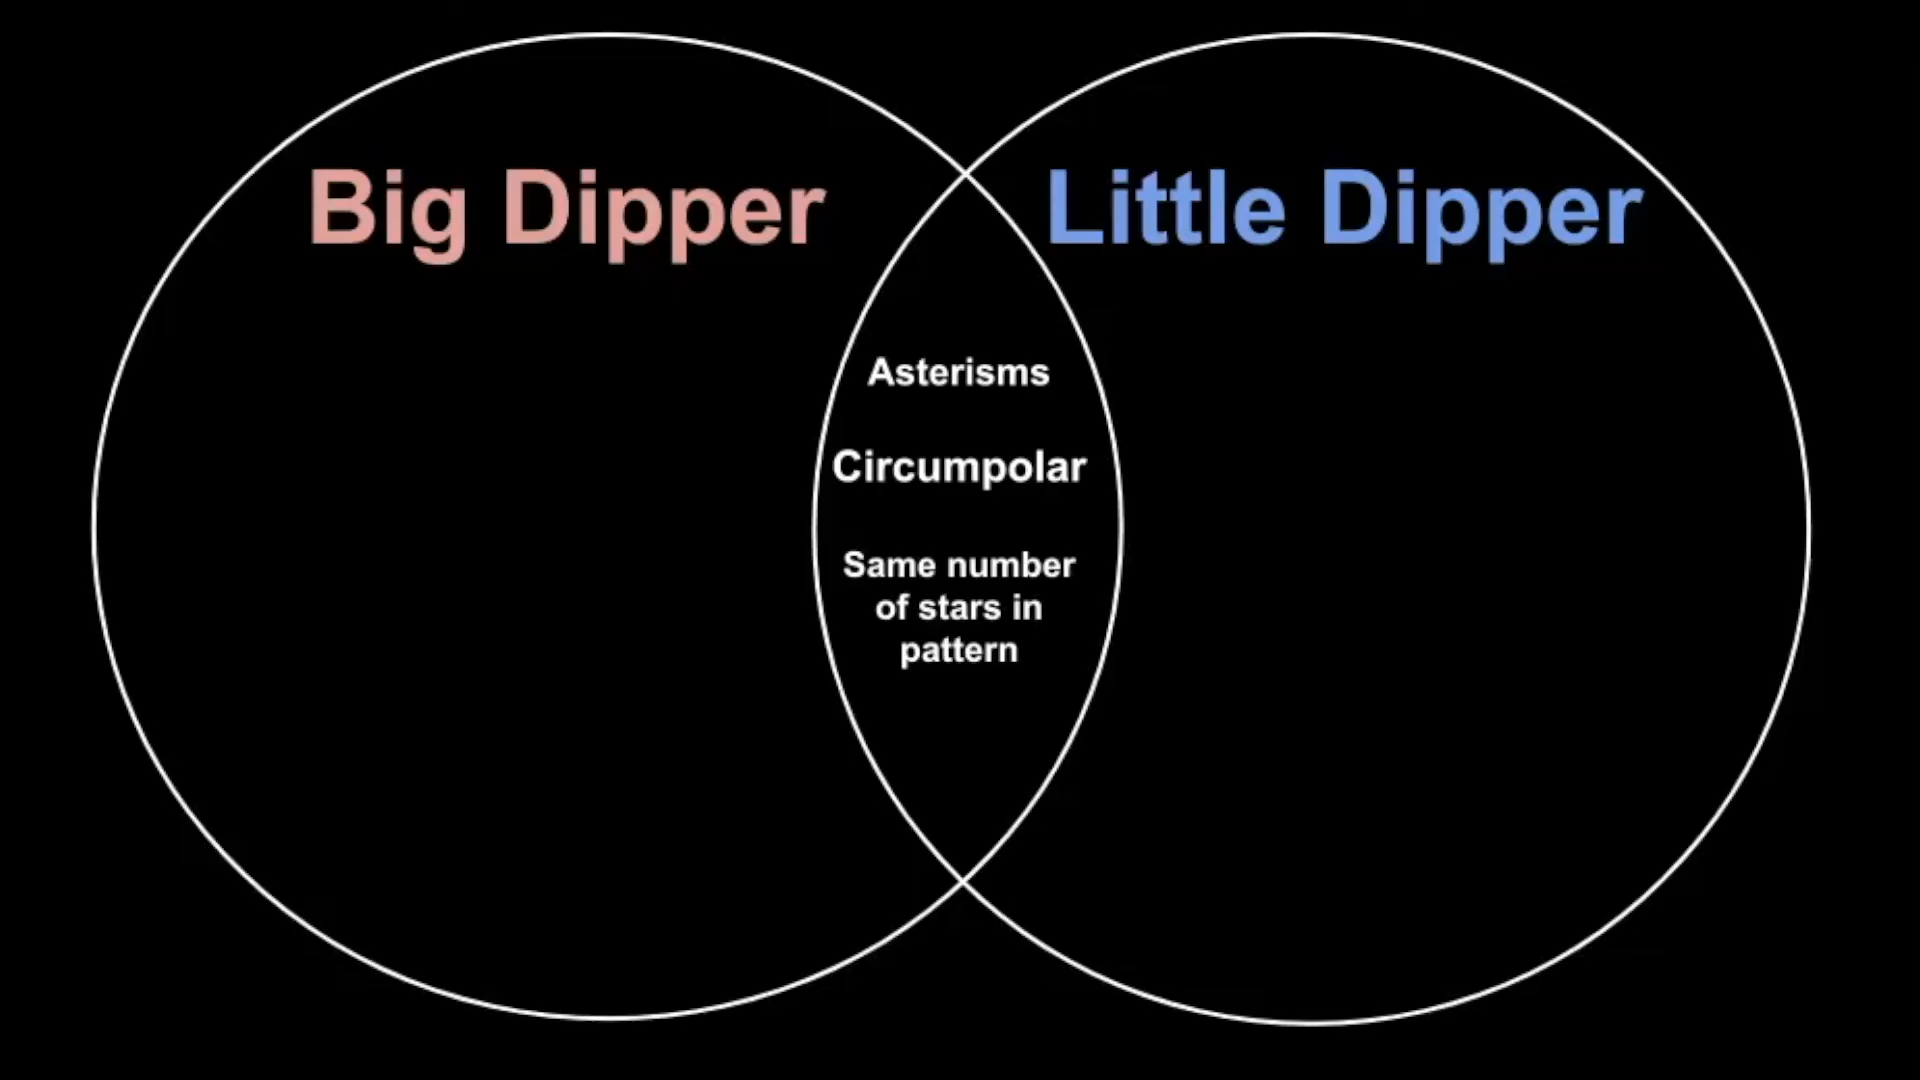 Big Dipper
Little Dipper
Asterisms
Circumpolar
Same number
of stars in
pattern